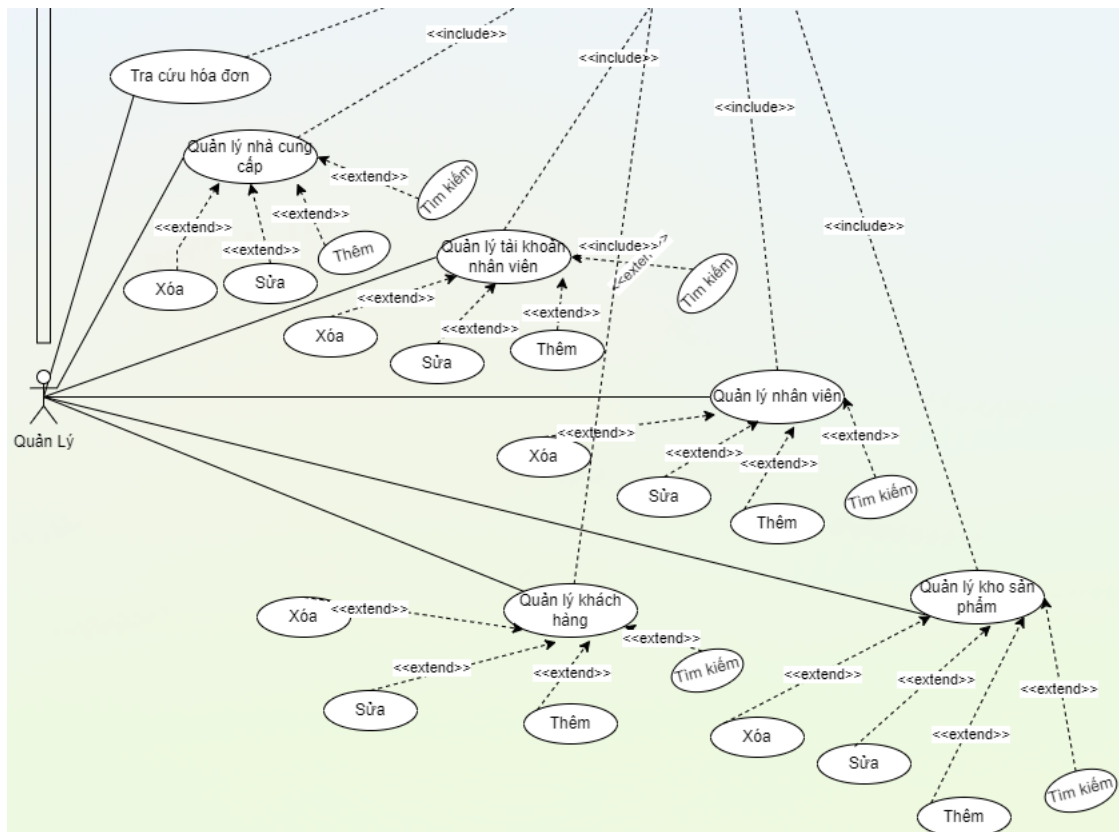 <<include>>
<<include>>
Tra cứu hóa đơn
<<include>>
Quản lý nhà cung
cấp
<<extend>>
Tìm kiếm
<<extend>>
<<extend>>
<<extend>>
Thêm
Xóa
Sửa
<<include>>
Quản lý tài khoản
nhân viên
<<include>>
<<extend>>
Tìm kiếm
<<extend>>
<<extend>>
<<extend>>
Xóa
Sửa
Thêm
Quản Lý
Quản lý nhân viên
<<extend>>
<<extend>>
<<extend>>
<<extend>>
Xóa
Sửa
Thêm
Tìm kiếm
Quản lý khách
hàng
Quản lý kho sản
phẩm
Xóa
<<extend>>
<<extend>>
<<extend>>
<<extend>>
Tìm kiếm
Sửa
Thêm
<<extend>>
<<extend>>
<<extend>>
<<extend>>
Xóa
Sửa
Thêm
Tìm kiếm